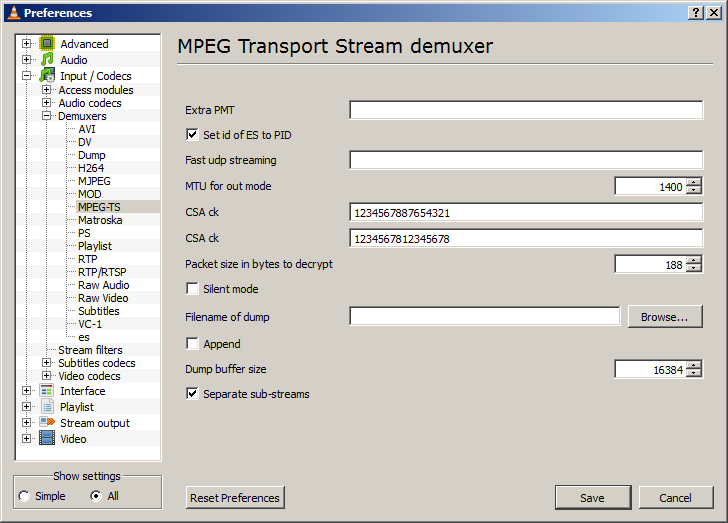 Preferences
Advanced
Audio
Input / Codecs
Access modules
Audio codecs
Demuxers
AVI
DV
Dump
H264
MJPEG
MOD
MPEG-TS
Matroska
PS
Playlist
RTP
RTP/RTSP
Raw Audio
Raw Video
Subtitles
VC-1
es
Stream filters
Subtitles codecs
Video codecs
Interface
Playlist
Stream output
Video
Show settings
Simple All
MPEG Transport Stream demuxer
Extra PMT
Set id of ES to PID
Fast udp streaming
MTU for out mode 1400
CSA ck 1234567887654321
CSA ck 1234567812345678
Packet size in bytes to decrypt 188
Silent mode
Filename of dump Browse...
Append
Dump buffer size 16384
Separate sub-streams
Reset Preferences Save Cancel